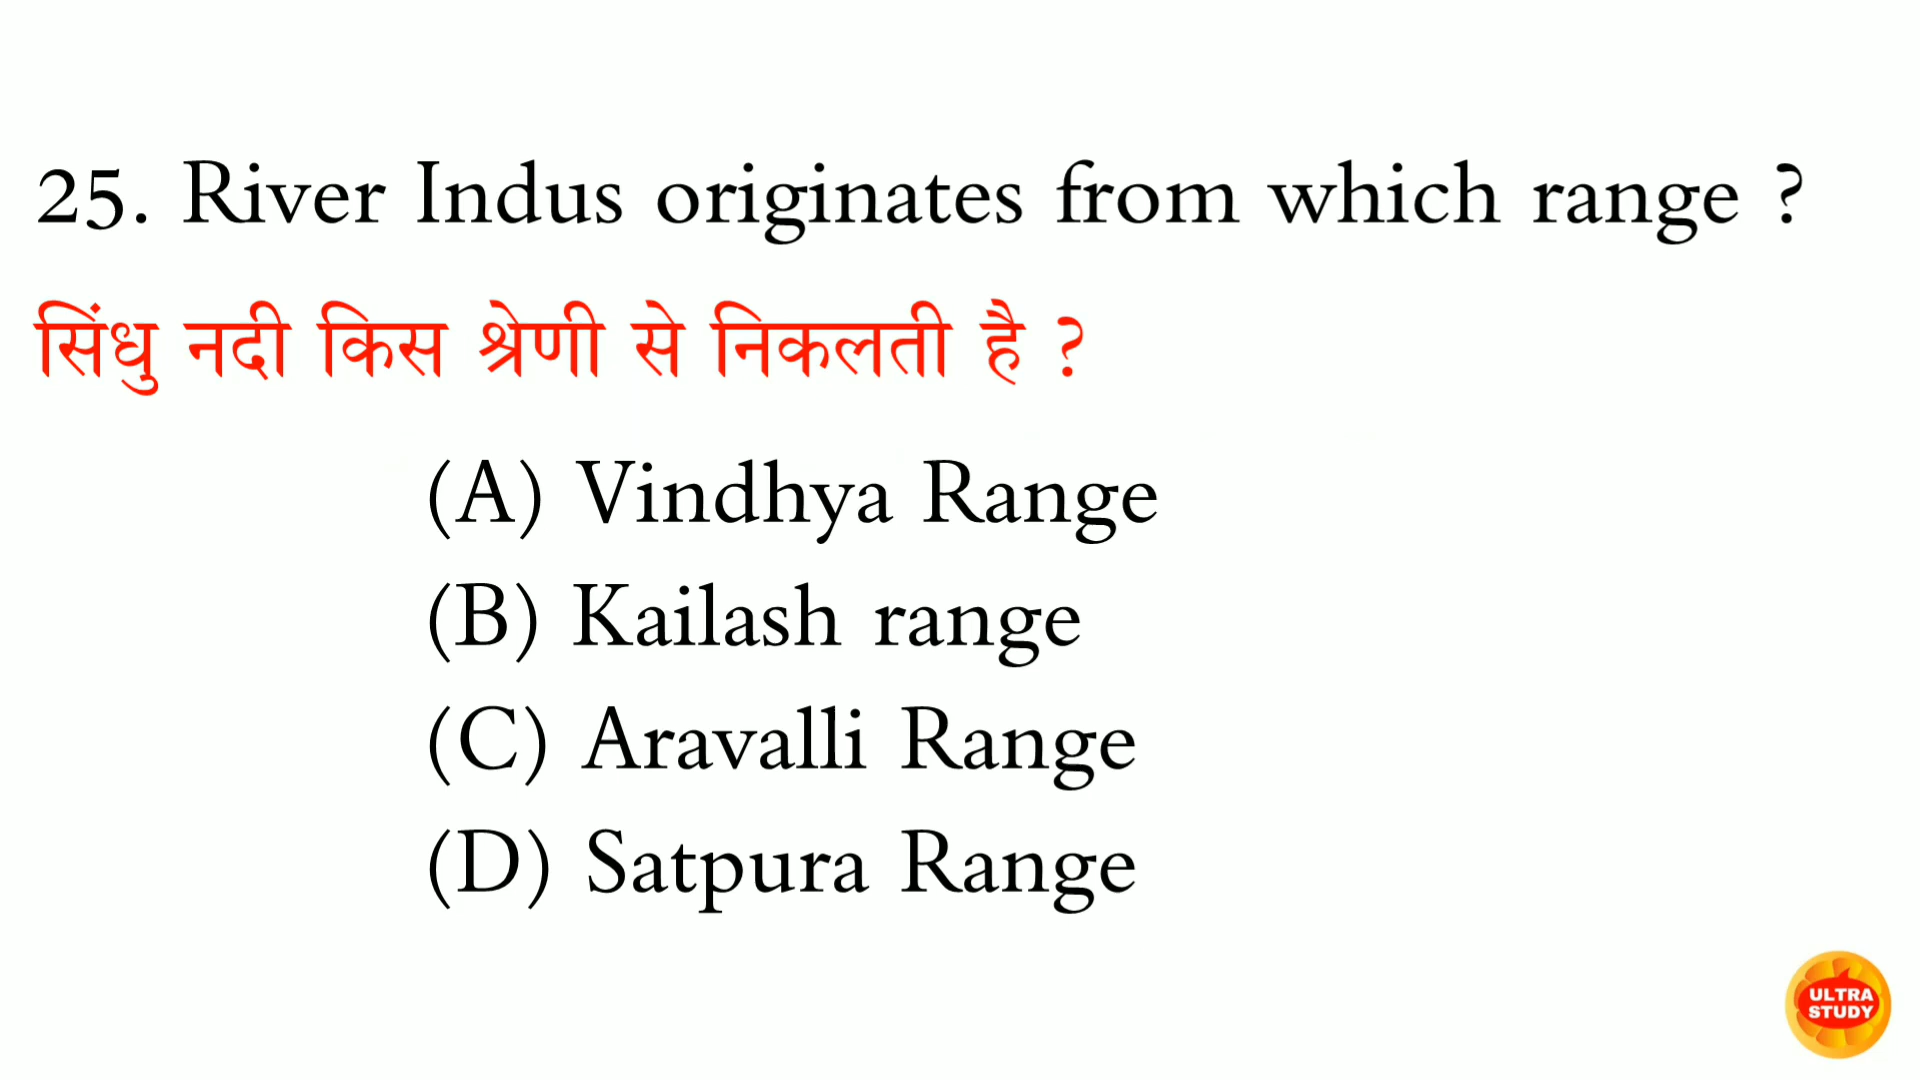 25. River Indus originates from which range ?
सिंधु नदी किस श्रेणी से निकलती है ?
(A) Vindhya Range
(B) Kailash range
(C) Aravalli Range
(D) Satpura Range
ULTRA
STUDY